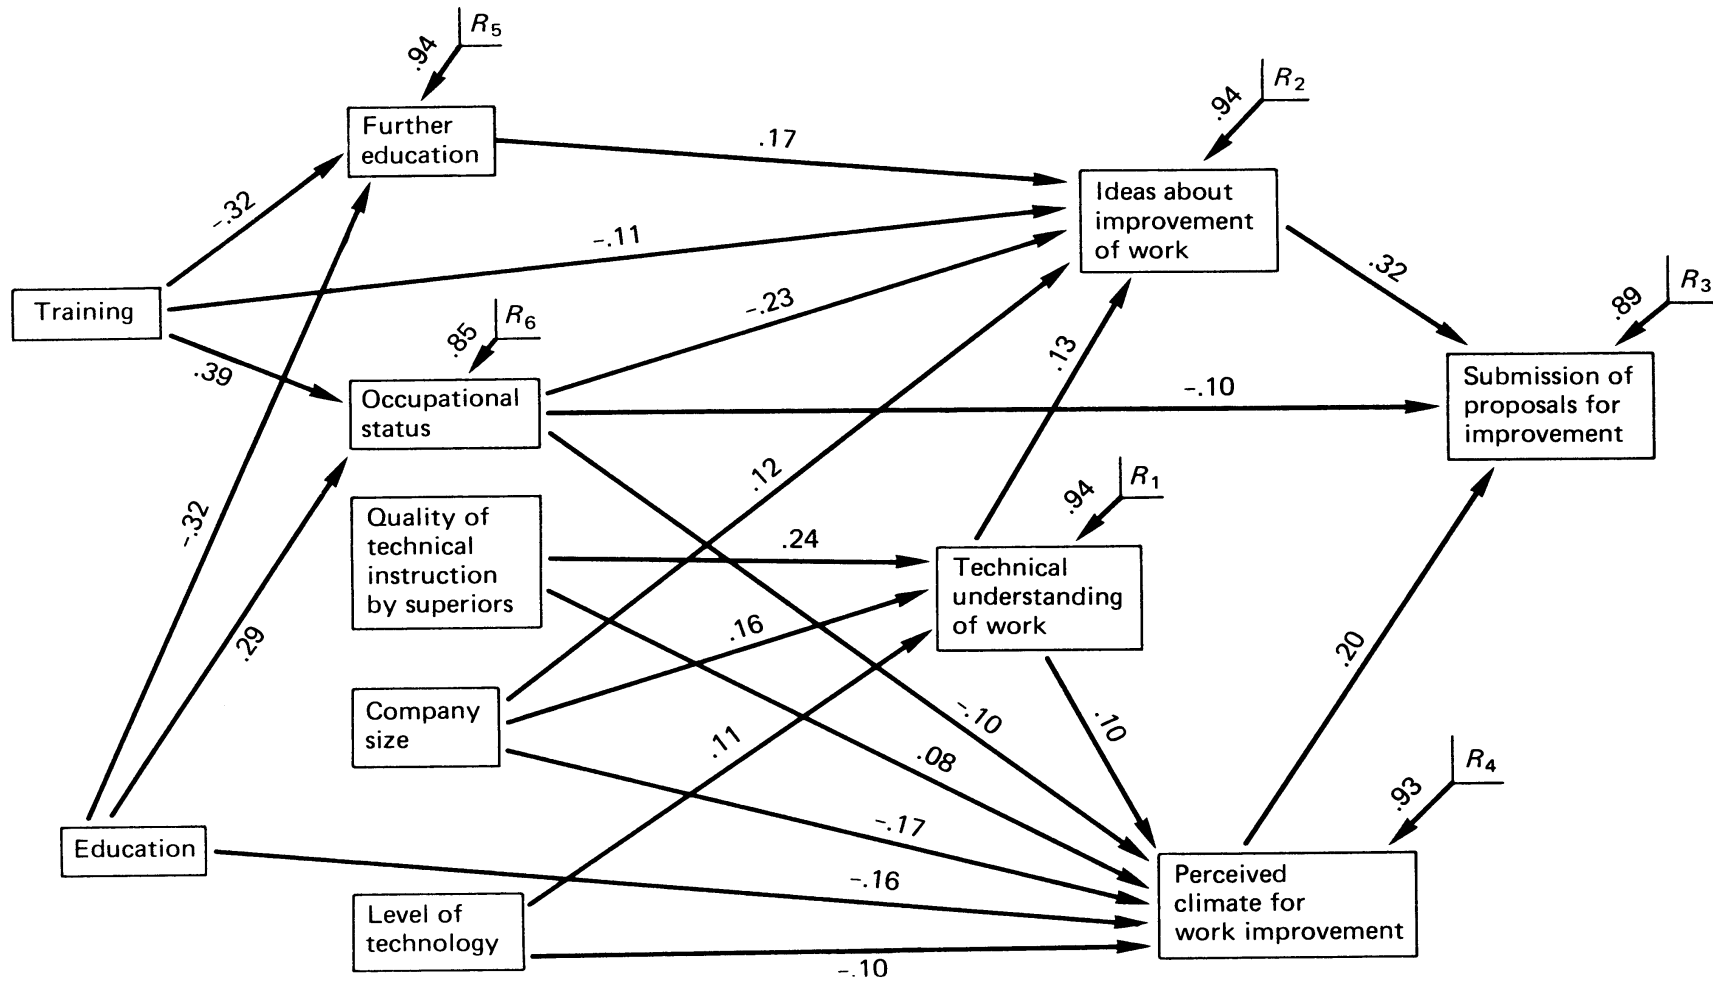 R5
.94
Further
education
.17
R2
.94
Ideas about
improvement
of work
-.32
-.11
Training
.39
R6
.85
-.23
.32
R3
.89
Occupational
status
-.10
Submission of
proposals for
improvement
.13
.12
-.32
.29
Quality of
technical
instruction
by superiors
.24
R1
.94
Technical
understanding
of work
.16
.20
Company
size
.11
-.10
.08
.10
-.17
R4
.93
Education
-.16
Level of
technology
-.10
Perceived
climate for
work improvement